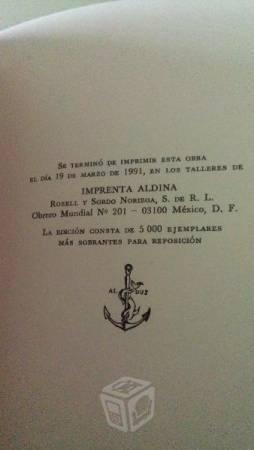 Se terminó de imprimir esta obra
el día 19 de marzo de 1991, en los talleres de
IMPRENTA ALDINA
Rosell y Sordo Noriega, S. de R. L.
Obrero Mundial Nº 201 - 03100 México, D. F.
La edición consta de 5 000 ejemplares
más sobrantes para reposición
AL DUS